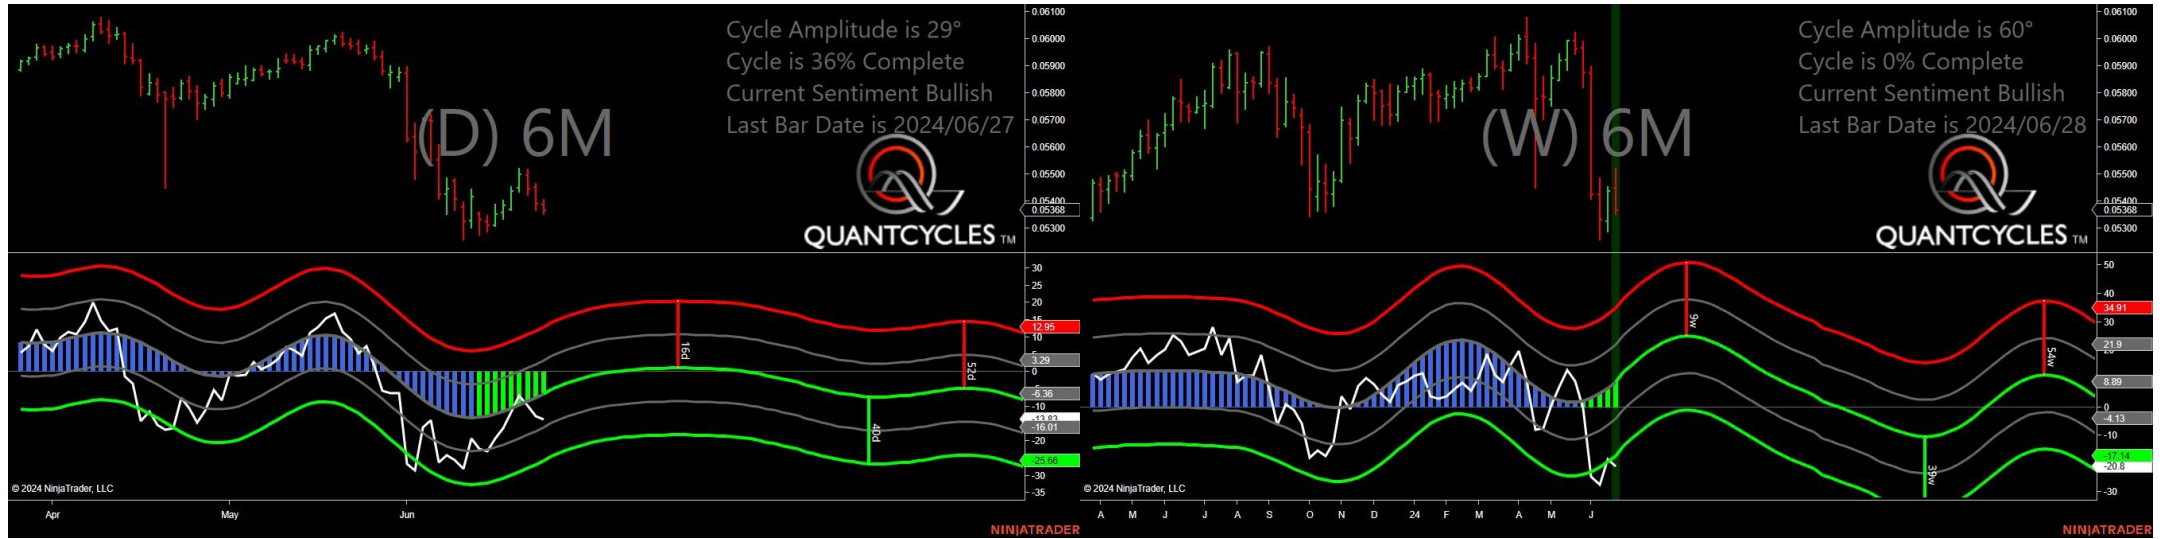 Cycle Amplitude is 29°
Cycle is 36% Complete
Current Sentiment Bullish
Last Bar Date is 2024/06/27
(D) 6M
QUANTCYCLES TM
0.06100
0.06000
0.05900
0.05800
0.05700
0.05600
0.05500
0.05400
0.05368
0.05300
30
25
20
15
12.95
10
5
3.29
0
-5
-6.36
-10
-13.83
-16.01
-20
-25.66
-30
-35
16d
40d
52d
© 2024 NinjaTrader, LLC
Apr May Jun
NINJATRADER
Cycle Amplitude is 60°
Cycle is 0% Complete
Current Sentiment Bullish
Last Bar Date is 2024/06/28
(W) 6M
QUANTCYCLES TM
0.06100
0.06000
0.05900
0.05800
0.05700
0.05600
0.05500
0.05400
0.05368
0.05300
50
40
34.91
30
21.9
20
8.89
0
-4.13
-10
-17.14
-20.8
-30
9w
39w
54w
© 2024 NinjaTrader, LLC
A M J J A S O N D 24 F M A M J
NINJATRADER